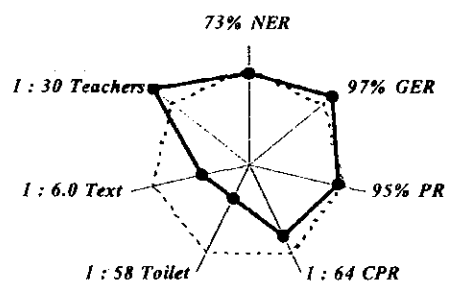 73% NER
1 : 30 Teachers
97% GER
1 : 6.0 Text
95% PR
1 : 58 Toilet
1 : 64 CPR